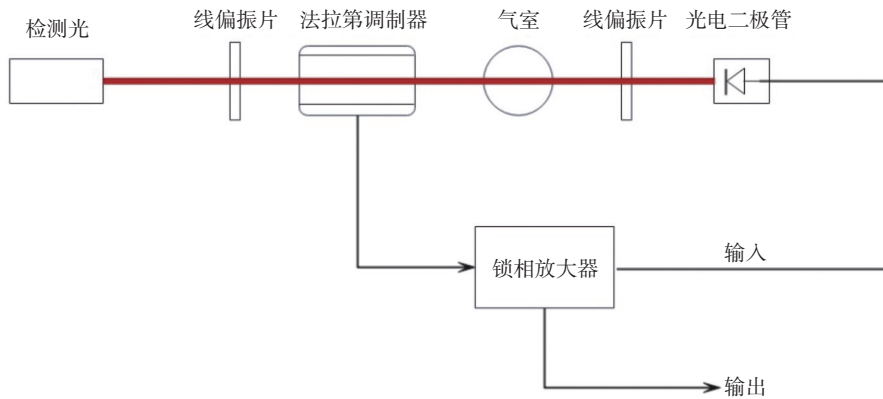 检测光
线偏振片
法拉第调制器
气室
线偏振片
光电二极管
锁相放大器
输入
输出